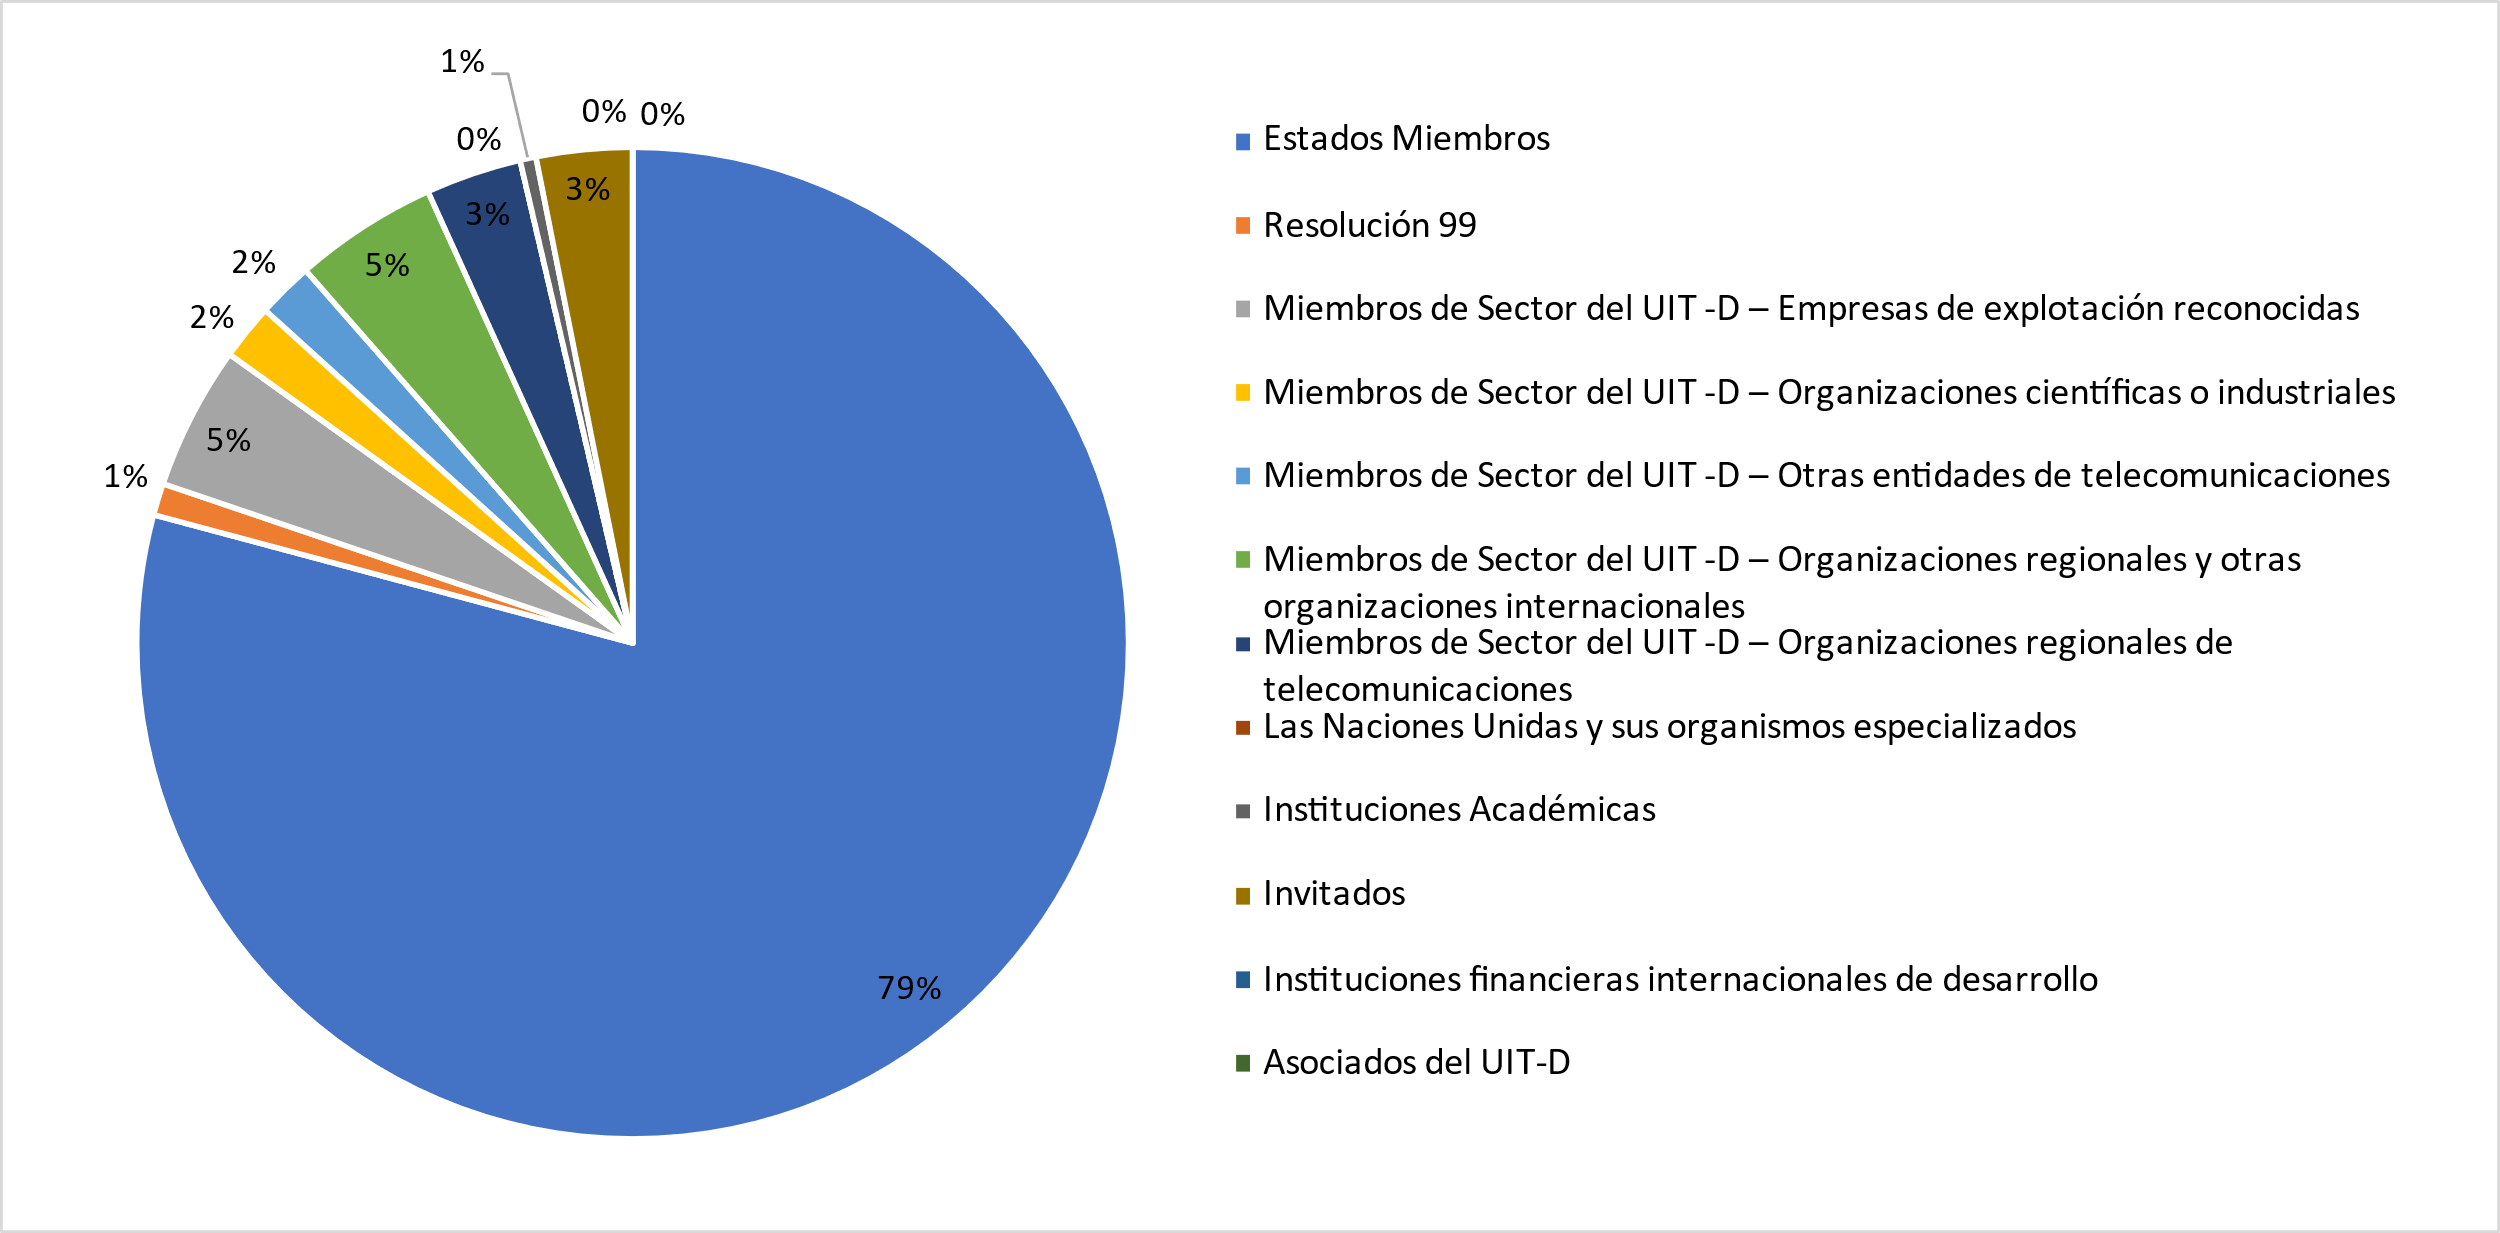 1%
0%
0%
0%
3%
3%
2%
5%
2%
5%
1%
79%
Estados Miembros
Resolución 99
Miembros de Sector del UIT -D – Empresas de explotación reconocidas
Miembros de Sector del UIT -D – Organizaciones científicas o industriales
Miembros de Sector del UIT -D – Otras entidades de telecomunicaciones
Miembros de Sector del UIT -D – Organizaciones regionales y otras
organizaciones internacionales
Miembros de Sector del UIT -D – Organizaciones regionales de
telecomunicaciones
Las Naciones Unidas y sus organismos especializados
Instituciones Académicas
Invitados
Instituciones financieras internacionales de desarrollo
Asociados del UIT-D